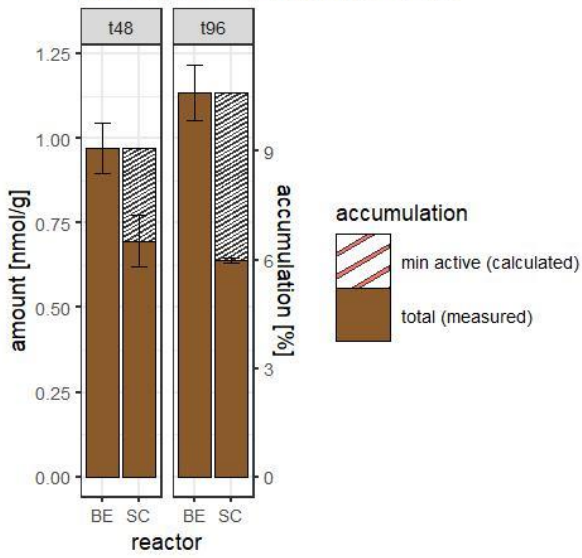 t48 t96
1.25
1.00
0.75
0.50
0.25
0.00
amount [nmol/g]
9
6
3
0
accumulation [%]
BE SC BE SC
reactor
accumulation
min active (calculated)
total (measured)